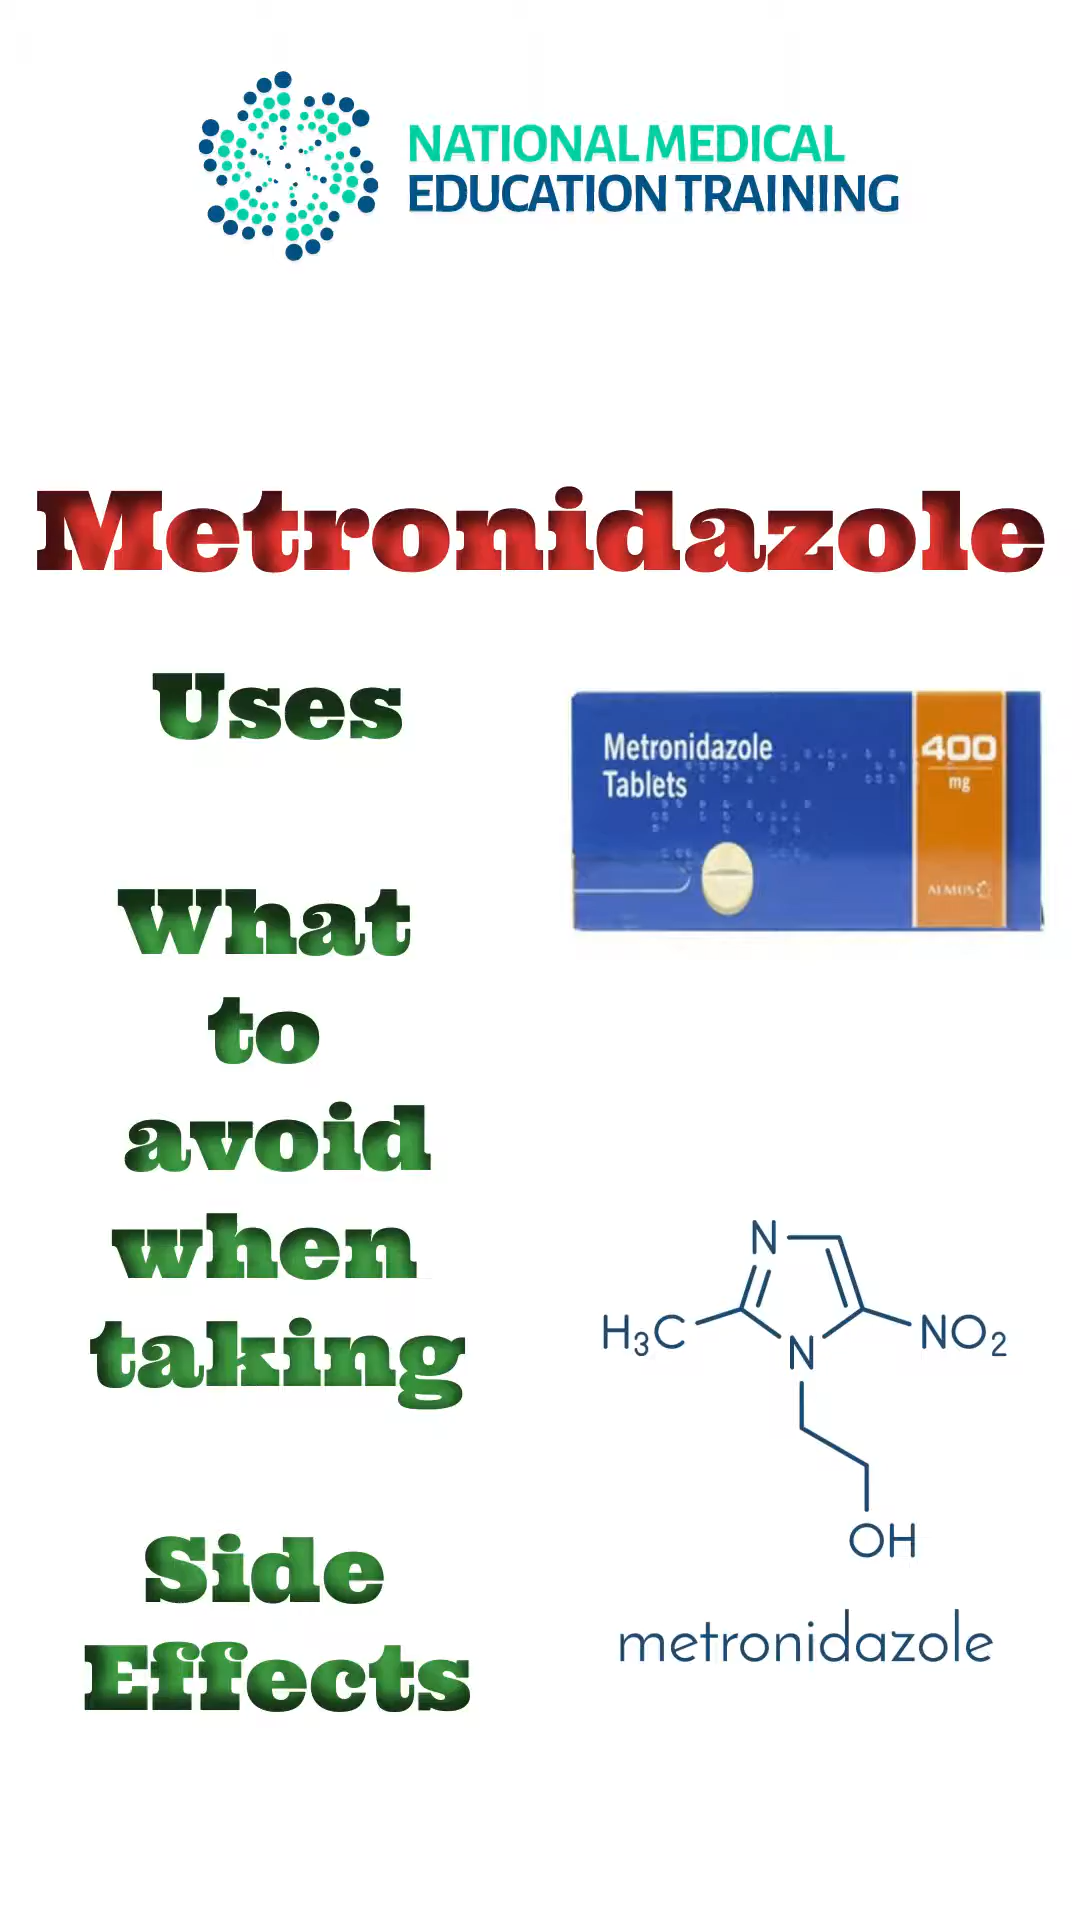 NATIONAL MEDICAL
EDUCATION TRAINING
Metronidazole
Uses
Metronidazole
Tablets
400
mg
ALMUS
What
to
avoid
when
taking
N
H3C
N
NO2
OH
metronidazole
Side
Effects